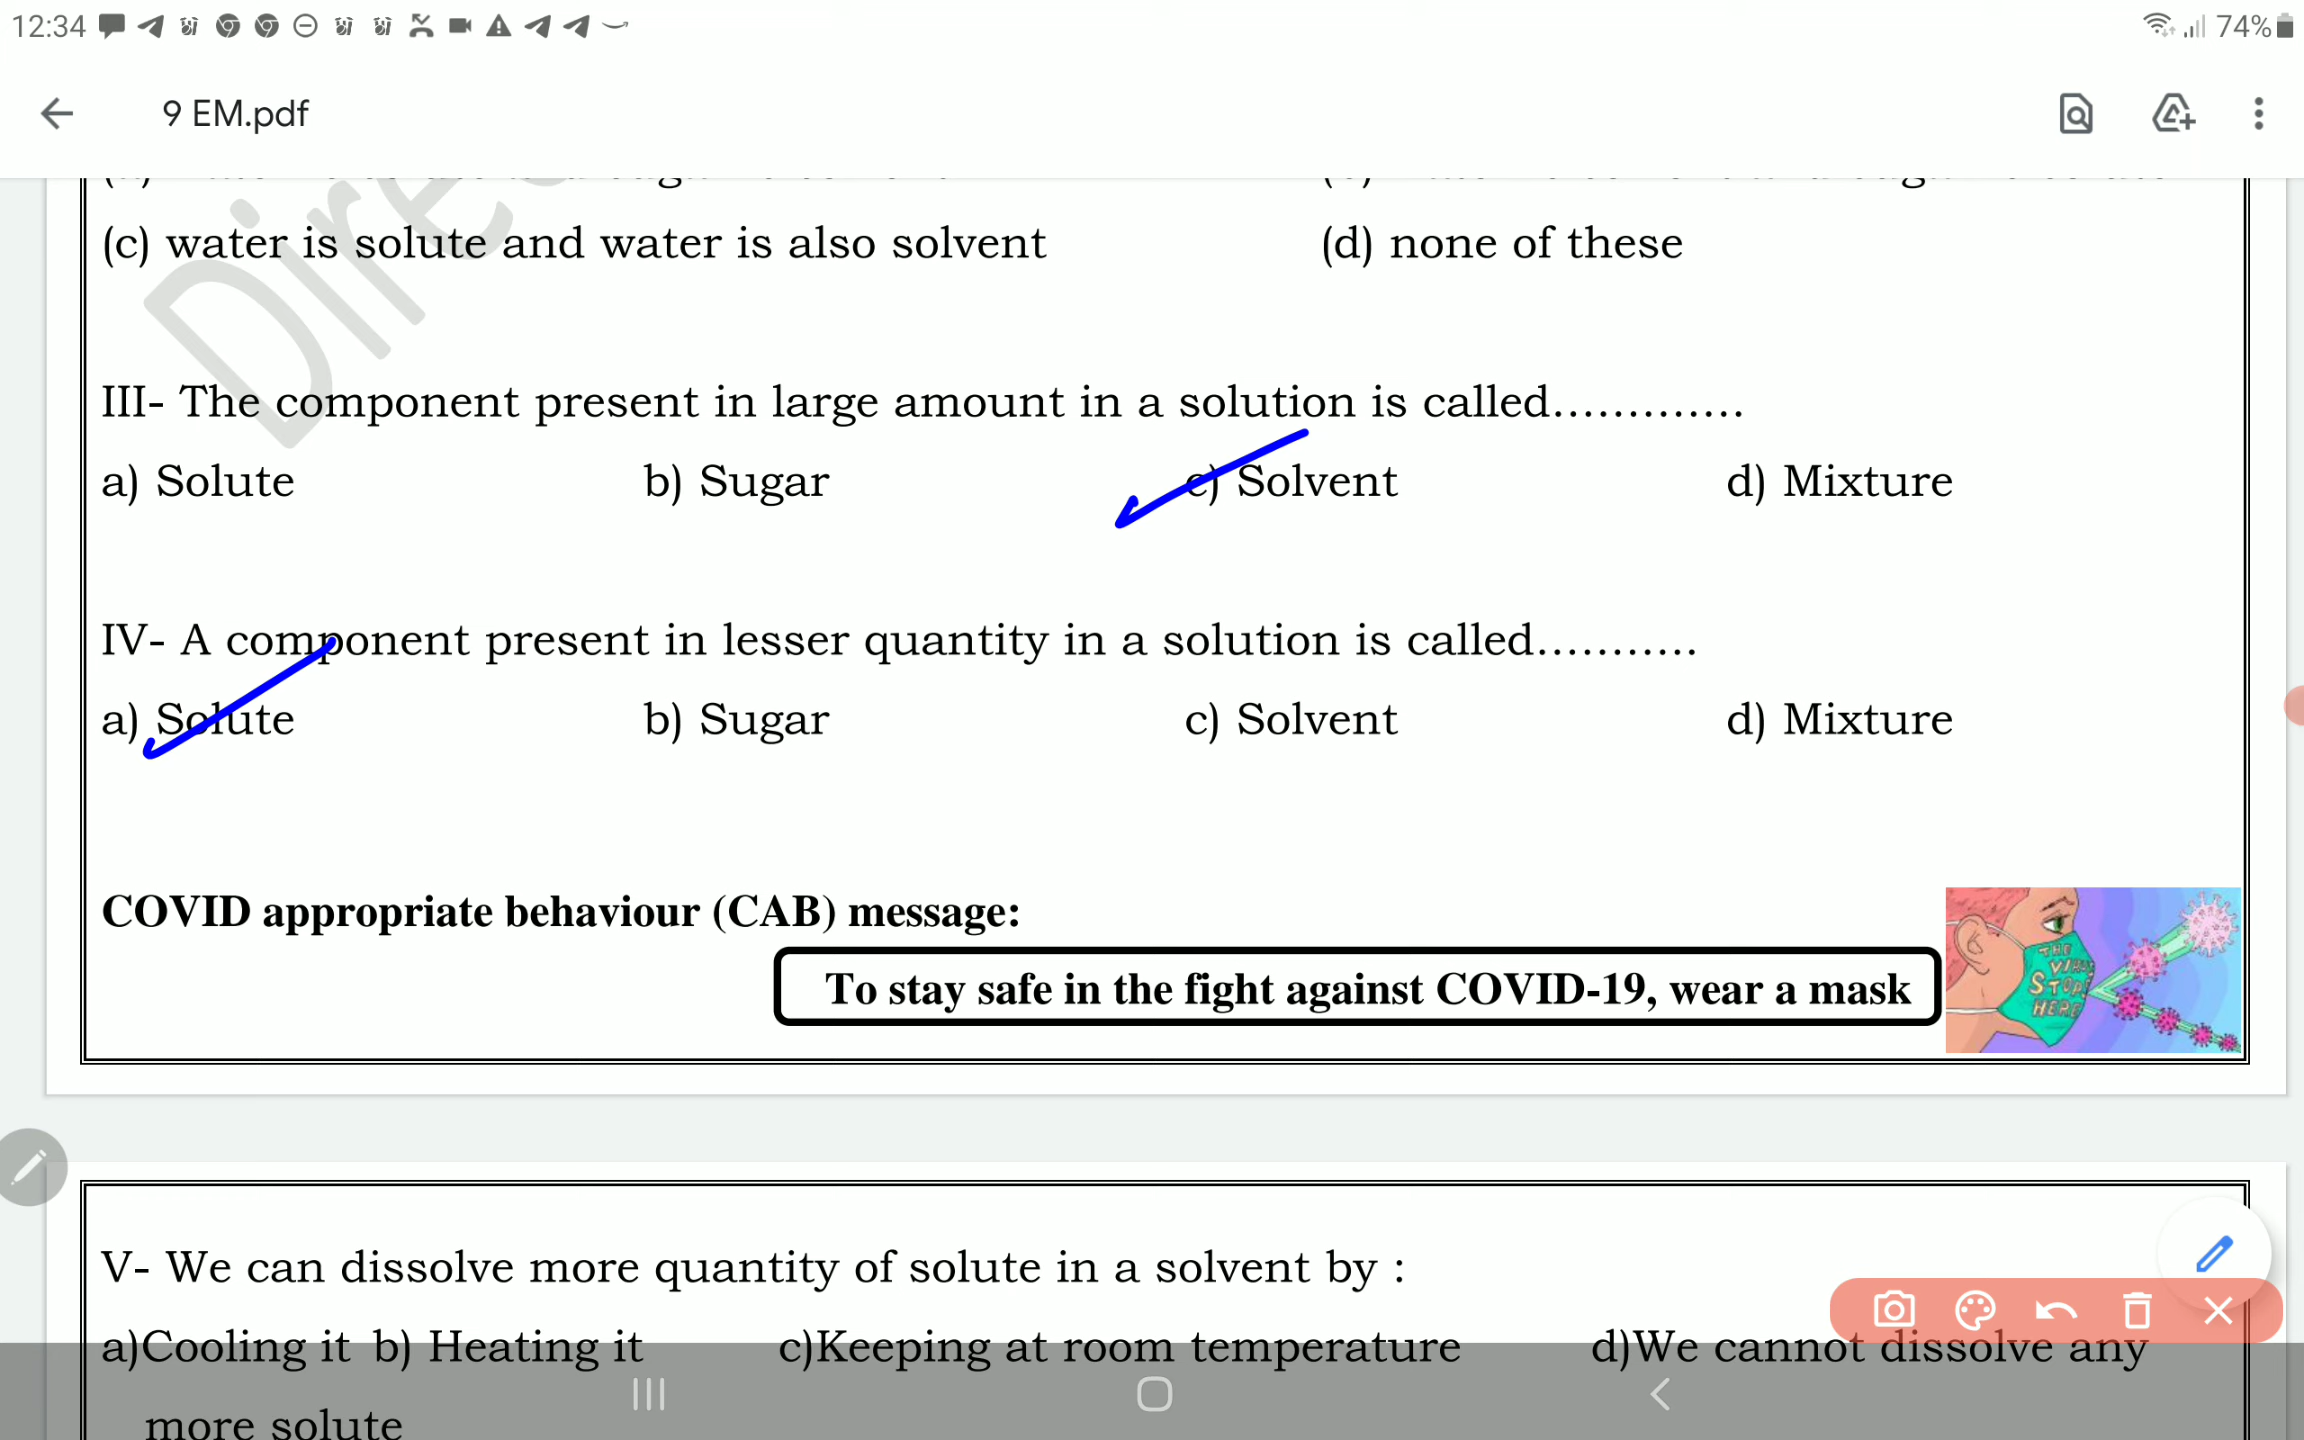 12:34
74%
9 EM.pdf
(c) water is solute and water is also solvent (d) none of these
III- The component present in large amount in a solution is called.............
a) Solute b) Sugar c) Solvent d) Mixture
IV- A component present in lesser quantity in a solution is called...........
a) Solute b) Sugar c) Solvent d) Mixture
COVID appropriate behaviour (CAB) message:
To stay safe in the fight against COVID-19, wear a mask
THE
VIRUS
STOPS
HERE
V- We can dissolve more quantity of solute in a solvent by :
a)Cooling it b) Heating it c)Keeping at room temperature d)We cannot dissolve any
more solute